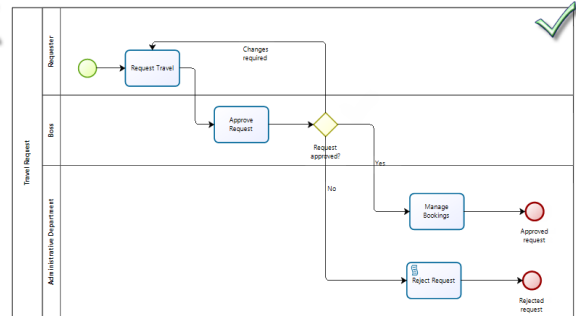 Travel Request
Requester
Request Travel
Changes
required
Boss
Approve
Request
Request
approved?
Yes
No
Administrative Department
Manage
Bookings
Approved
request
Reject Request
Rejected
request